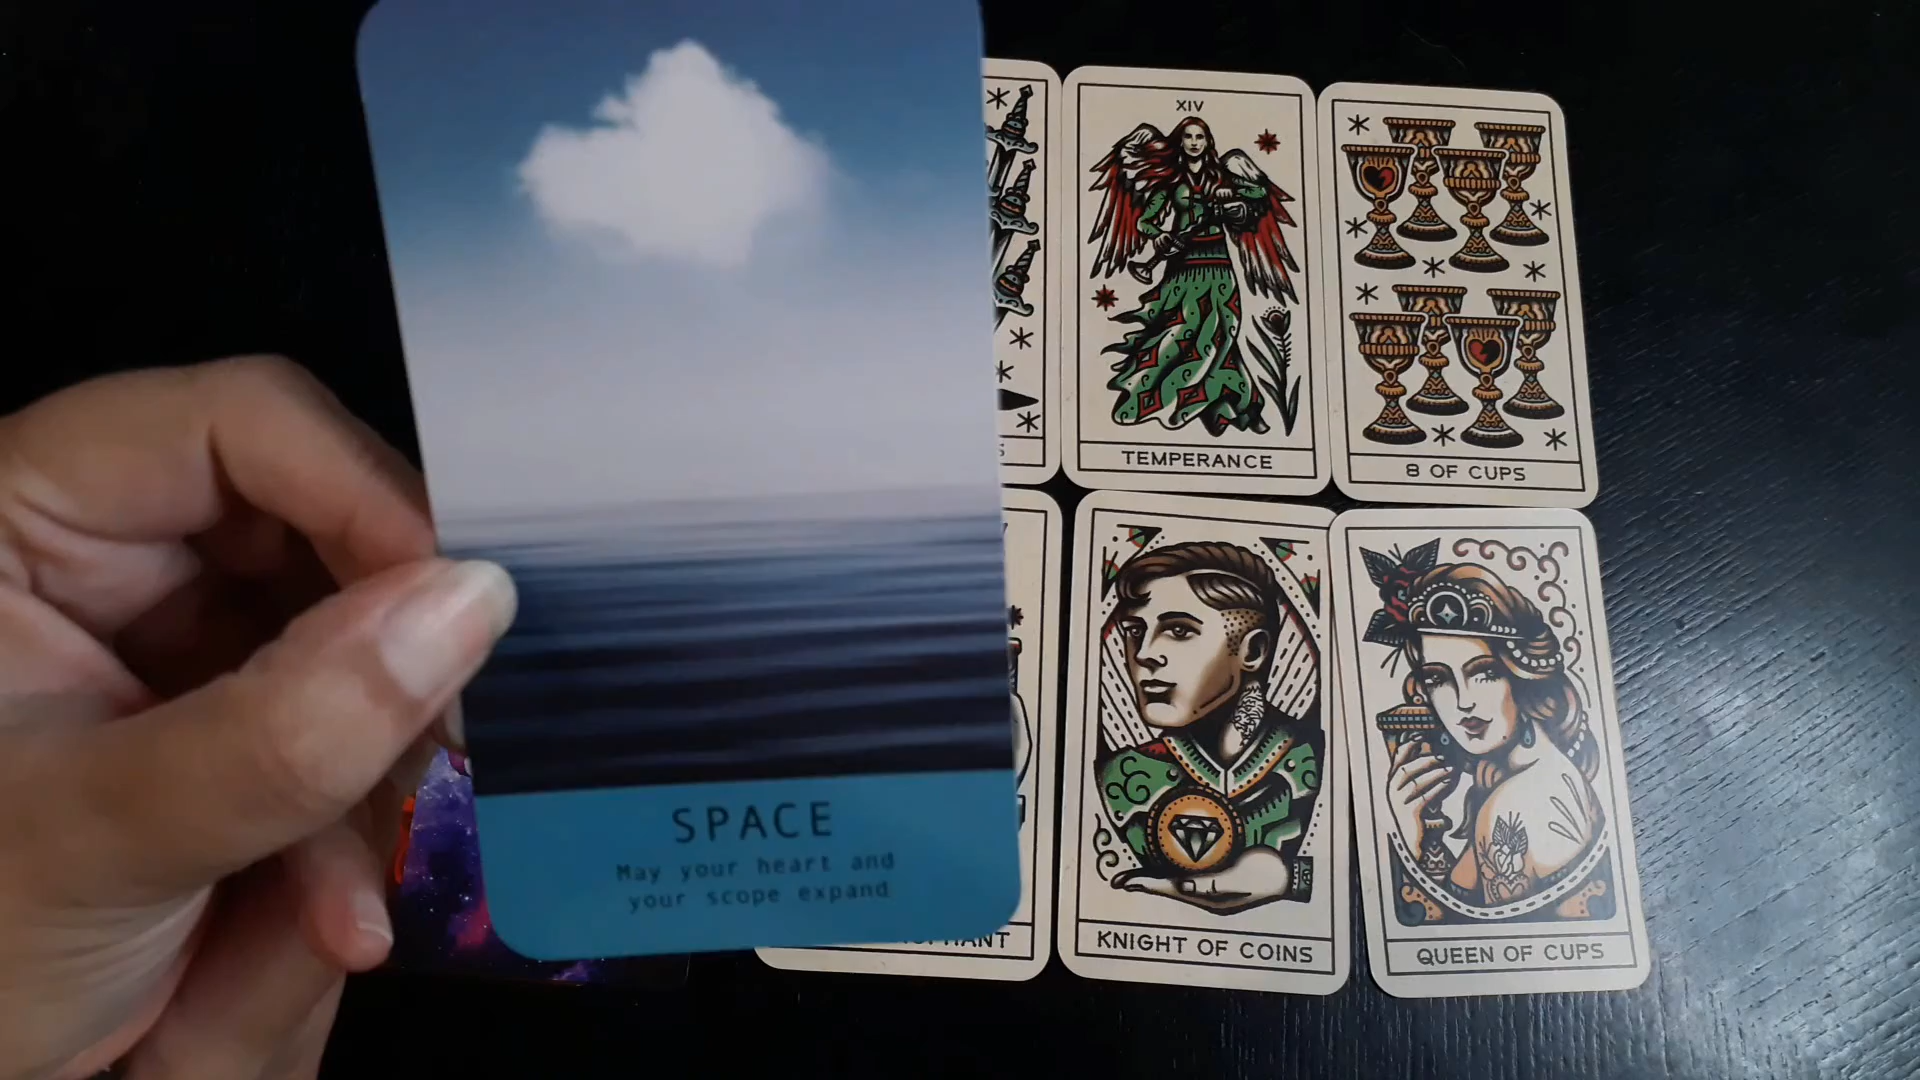 SPACE
May your heart and
your scope expand
XIV
TEMPERANCE
8 OF CUPS
KNIGHT OF COINS
QUEEN OF CUPS